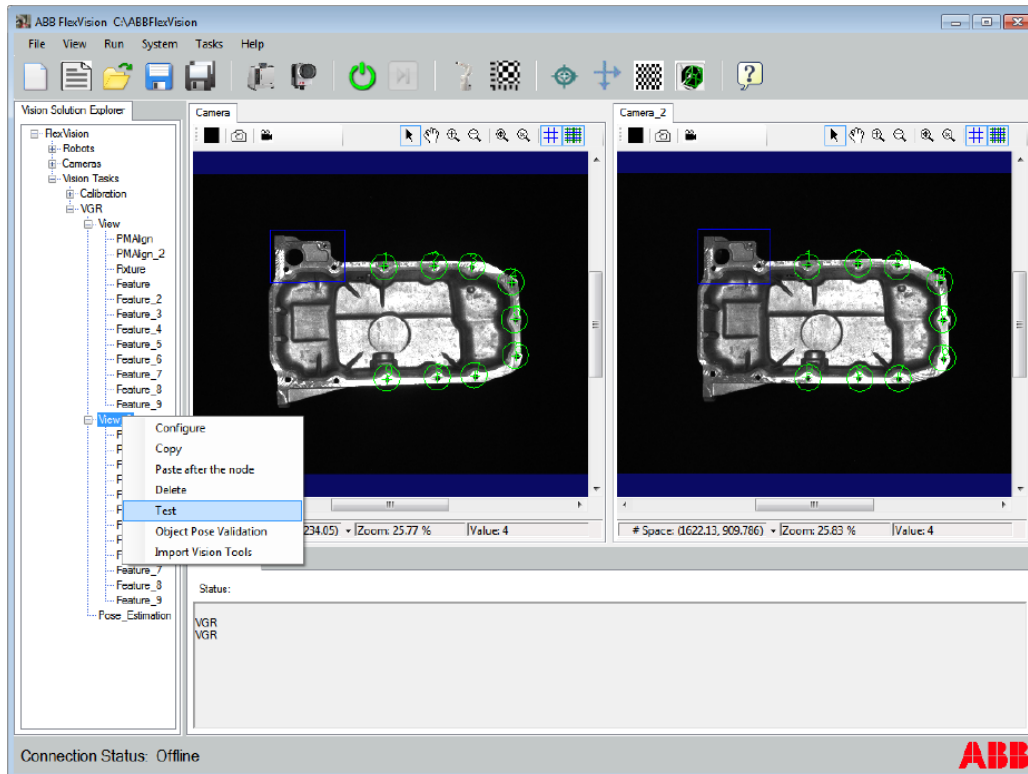 ABB FlexVision C:\ABBFlexVision
File View Run System Tasks Help
Vision Solution Explorer
FlexVision
Robots
Cameras
Vision Tasks
Calibration
VGR
View
PMAlign
PMAlign_2
Fixture
Feature
Feature_2
Feature_3
Feature_4
Feature_5
Feature_6
Feature_7
Feature_8
Feature_9
View
Configure
Copy
Paste after the node
Delete
Test
Object Pose Validation
Import Vision Tools
Feature_7
Feature_8
Feature_9
Pose_Estimation
Camera
234.05) Zoom: 25.77 % Value: 4
Camera_2
# Space: (1622.13, 909.786) Zoom: 25.83 % Value: 4
Status:
VGR
VGR
Connection Status: Offline
ABB